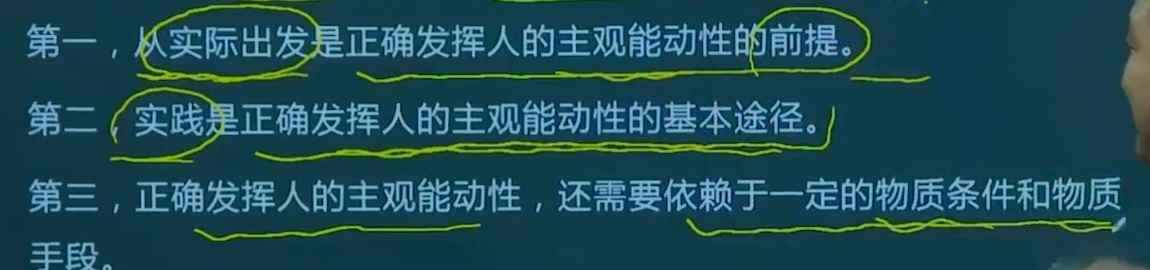 第一，从实际出发是正确发挥人的主观能动性的前提。
第二，实践是正确发挥人的主观能动性的基本途径。
第三，正确发挥人的主观能动性，还需要依赖于一定的物质条件和物质
手段。